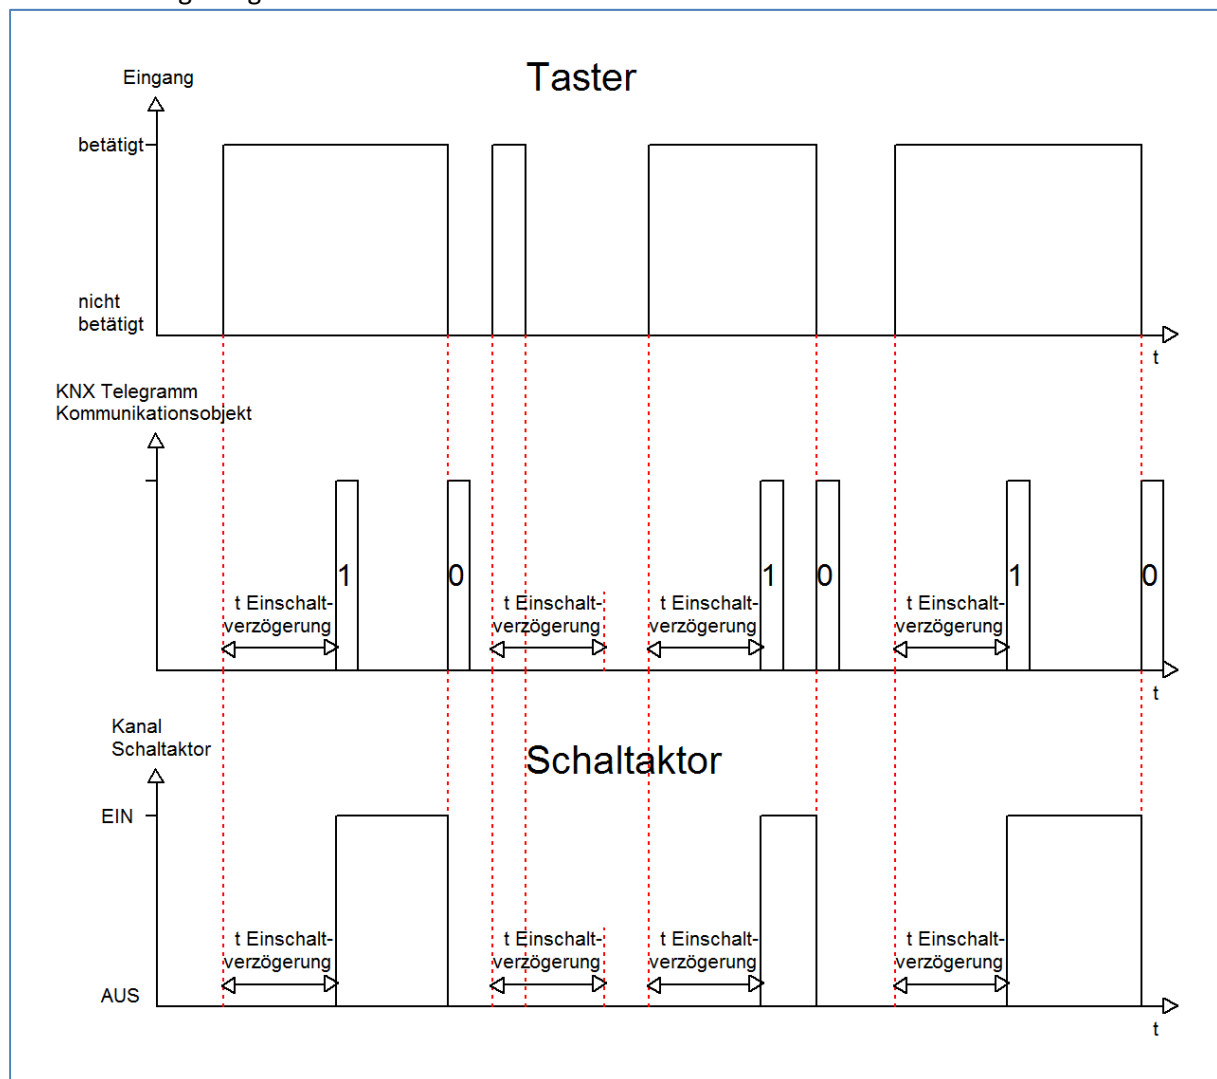 Taster
Eingang
betätigt
nicht
betätigt
t
KNX Telegramm
Kommunikationsobjekt
1
0
1
0
1
0
t Einschalt-
verzögerung
t Einschalt-
verzögerung
t Einschalt-
verzögerung
t Einschalt-
verzögerung
t
Kanal
Schaltaktor
Schaltaktor
EIN
t Einschalt-
verzögerung
t Einschalt-
verzögerung
t Einschalt-
verzögerung
t Einschalt-
verzögerung
AUS
t